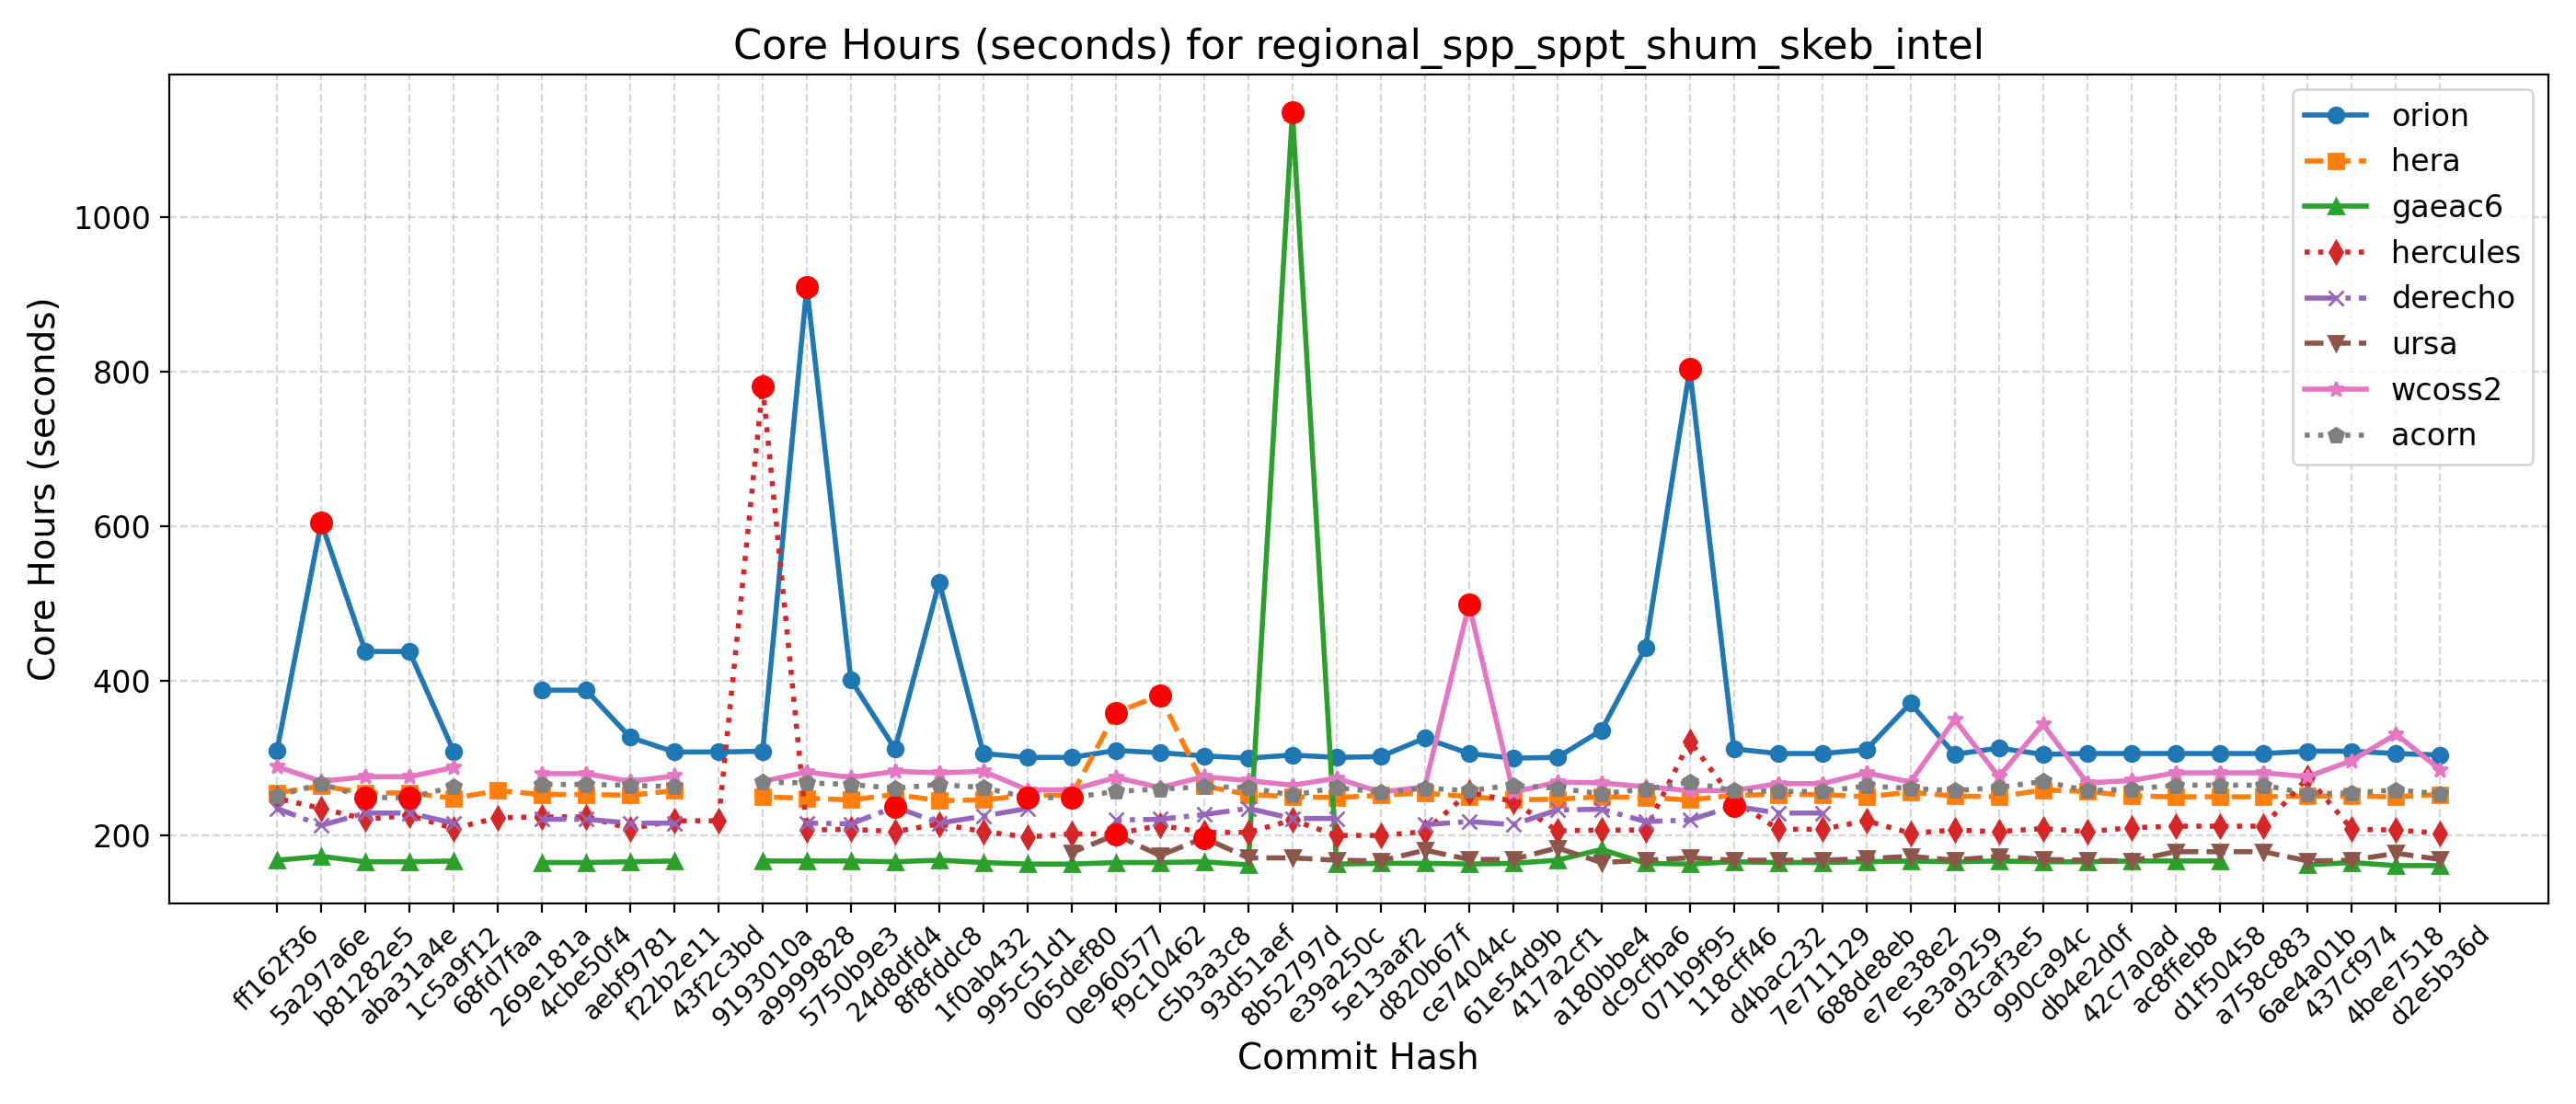 Core Hours (seconds) for regional_spp_sppt_shum_skeb_intel
Core Hours (seconds)
1000
800
600
400
200
orion
hera
gaeac6
hercules
derecho
ursa
wcoss2
acorn
ff162f36
5a297a6e
b81282e5
aba31a4e
1c5a9f12
68fd7faa
269e181a
4cbe50f4
aebf9781
f22b2e11
43f2c3bd
9193010a
a9999828
5750b9e3
24d8dfd4
8f8fddc8
1f0ab432
995c51d1
065def80
0e960577
f9c10462
c5b3a3c8
93d51aef
8b52797d
e39a250c
5e13aaf2
d820b67f
ce74044c
61e54d9b
417a2cf1
a180bbe4
dc9cfba6
071b9f95
118cff46
d4bac232
7e711129
688de8eb
e7ee38e2
5e3a9259
d3caf3e5
990ca94c
db4e2d0f
42c7a0ad
ac8ffeb8
d1f50458
a758c883
6ae4a01b
437cf974
4bee7518
d2e5b36d
Commit Hash